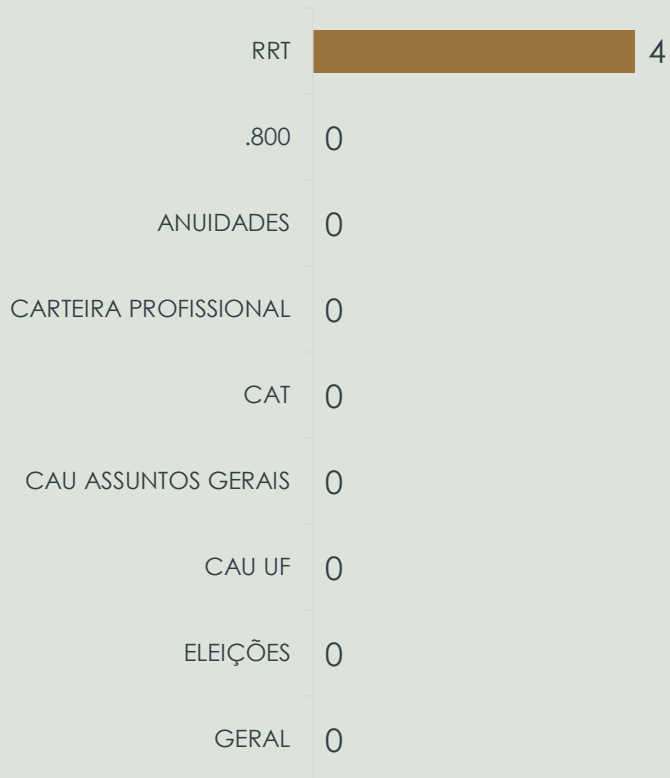 RRT 4
.800 0
ANUIDADES 0
CARTEIRA PROFISSIONAL 0
CAT 0
CAU ASSUNTOS GERAIS 0
CAU UF 0
ELEIÇÕES 0
GERAL 0